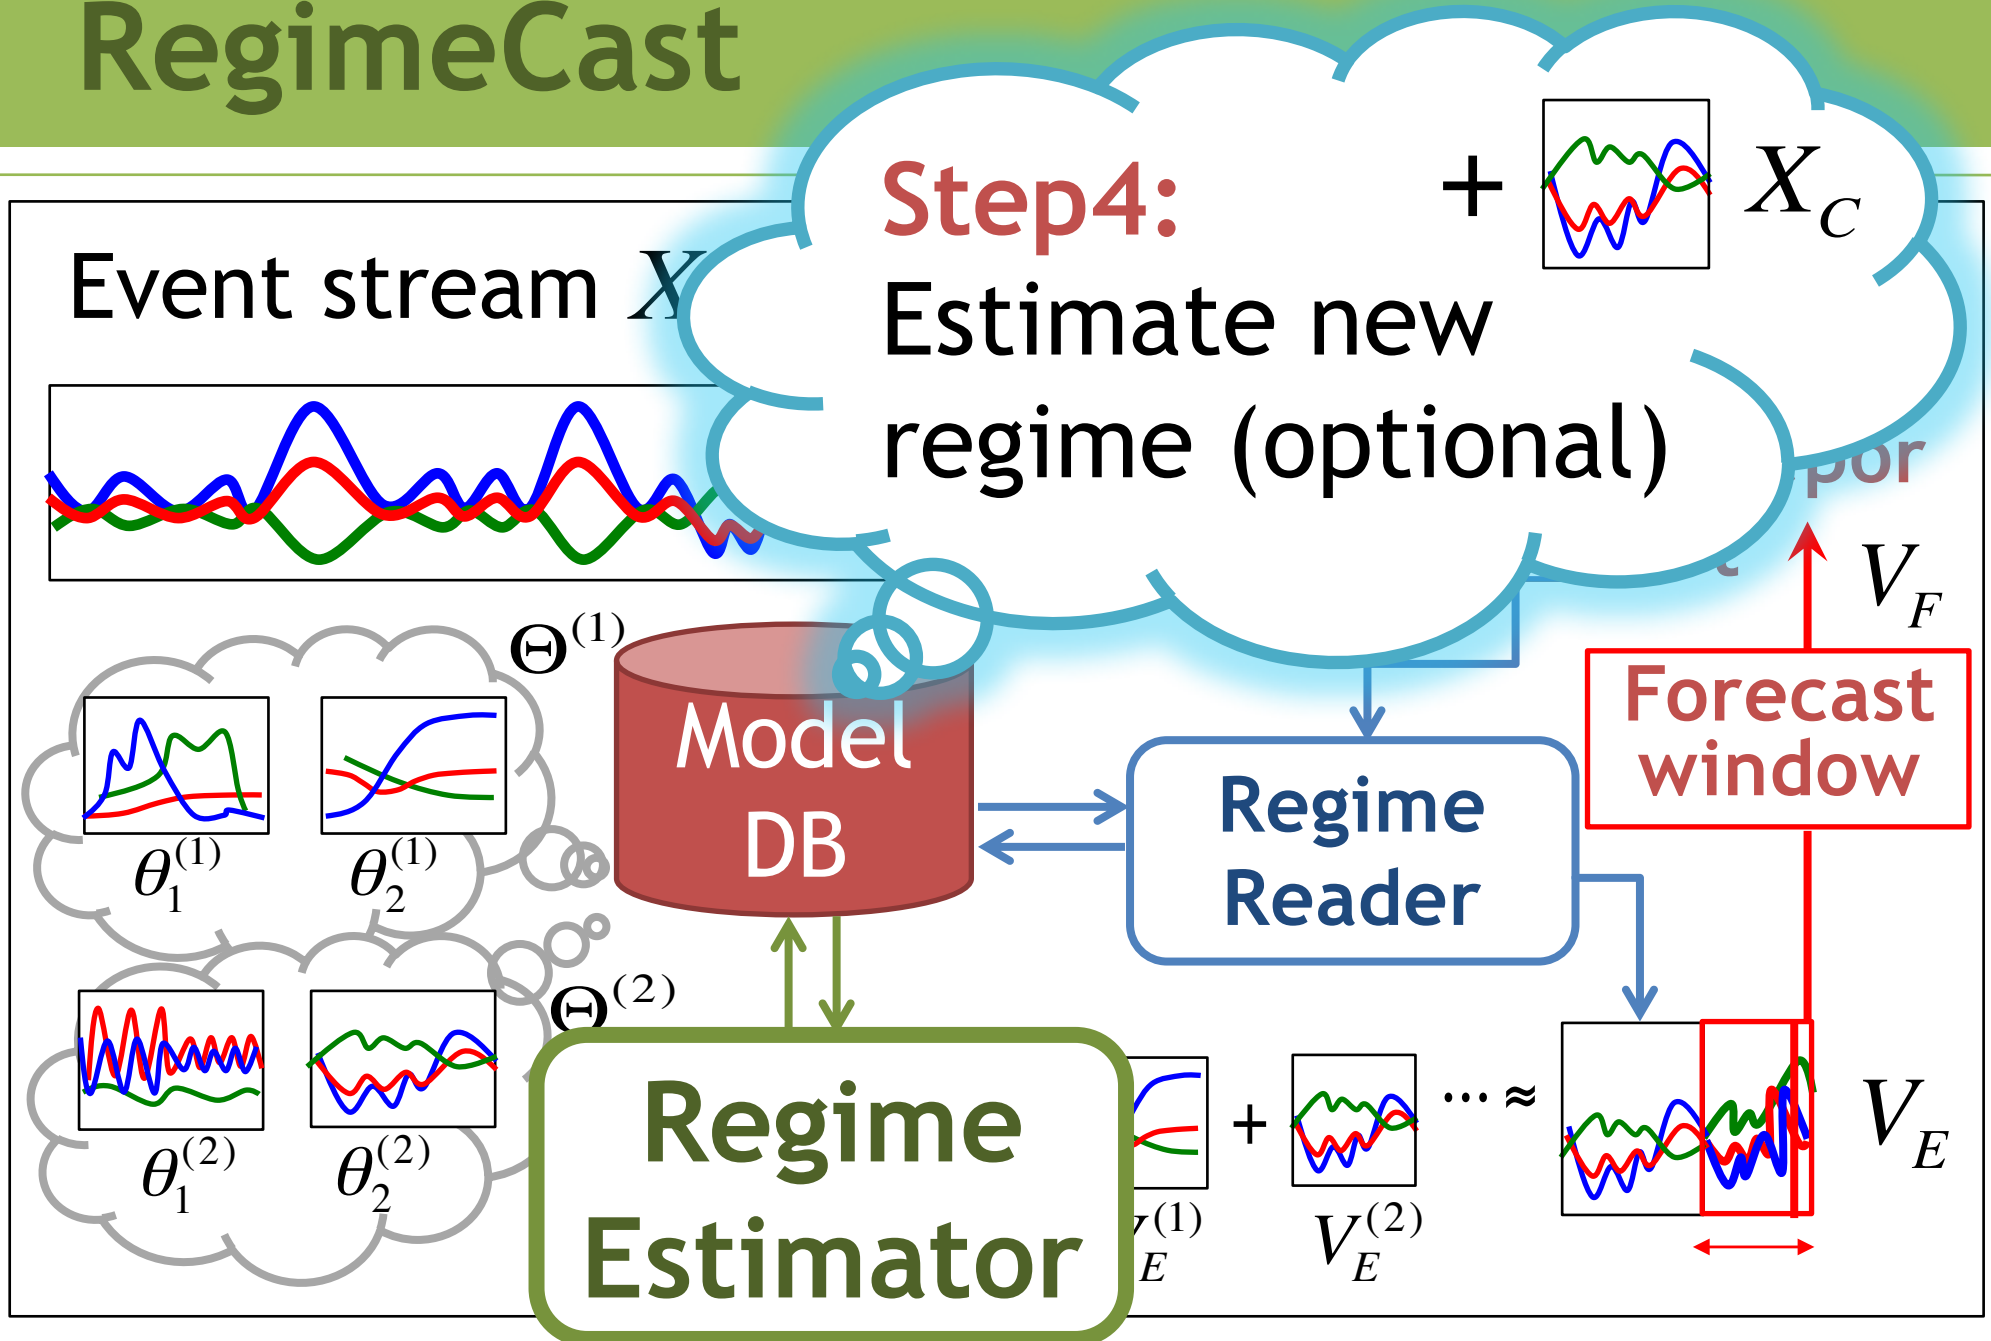 RegimeCast
Step4:
+ X_C
Estimate new
regime (optional)
Event stream X
V_F
Θ^(1)
Θ^(2)
θ_1^(1)
θ_2^(1)
θ_1^(2)
θ_2^(2)
Model
DB
Regime
Reader
Forecast
window
Regime
Estimator
+
V_E^(2)
... ≈
V_E